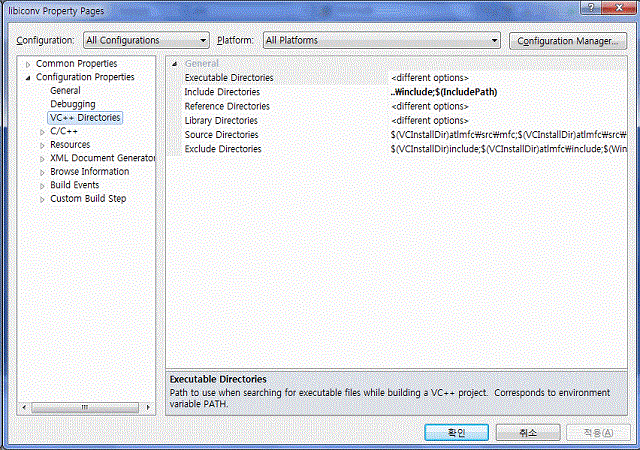 libiconv Property Pages
Configuration: All Configurations Platform: All Platforms Configuration Manager...
Common Properties
Configuration Properties
General
Debugging
VC++ Directories
C/C++
Resources
XML Document Generator
Browse Information
Build Events
Custom Build Step
General
Executable Directories <different options>
Include Directories ..₩include;$(IncludePath)
Reference Directories <different options>
Library Directories <different options>
Source Directories $(VCInstallDir)atlmfc₩src₩mfc;$(VCInstallDir)atlmfc₩src₩
Exclude Directories $(VCInstallDir)include;$(VCInstallDir)atlmfc₩include;$(Win
Executable Directories
Path to use when searching for executable files while building a VC++ project. Corresponds to environment
variable PATH.
확인 취소 적용(A)